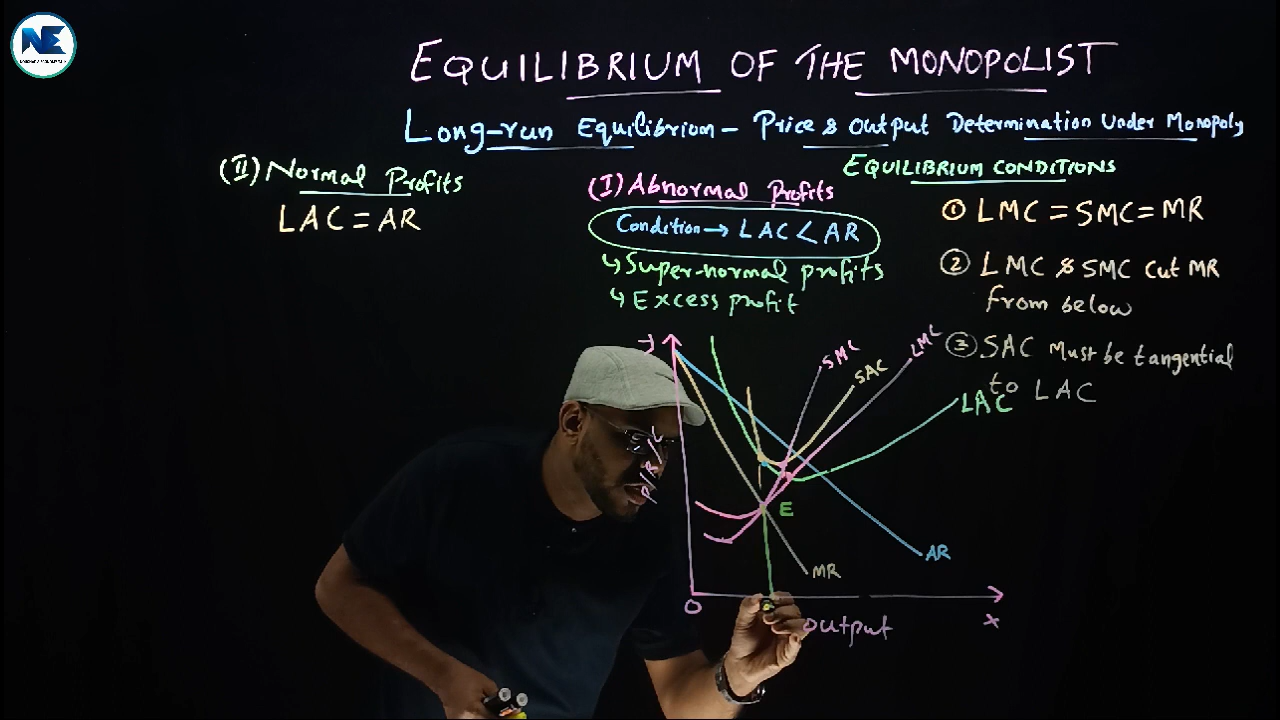 NE
EQUILIBRIUM OF THE MONOPOLIST
Long-run Equilibrium - Price & Output Determination Under Monopoly
(II) Normal Profits
LAC = AR
(I) Abnormal Profits
Condition → LAC < AR
↳ Super-normal profits
↳ Excess profit
EQUILIBRIUM CONDITIONS
① LMC = SMC = MR
② LMC & SMC cut MR
from below
③ SAC Must be tangential
to LAC
Y
P/R/C
SMC
SAC
LMC
LAC
E
AR
MR
O
output
X